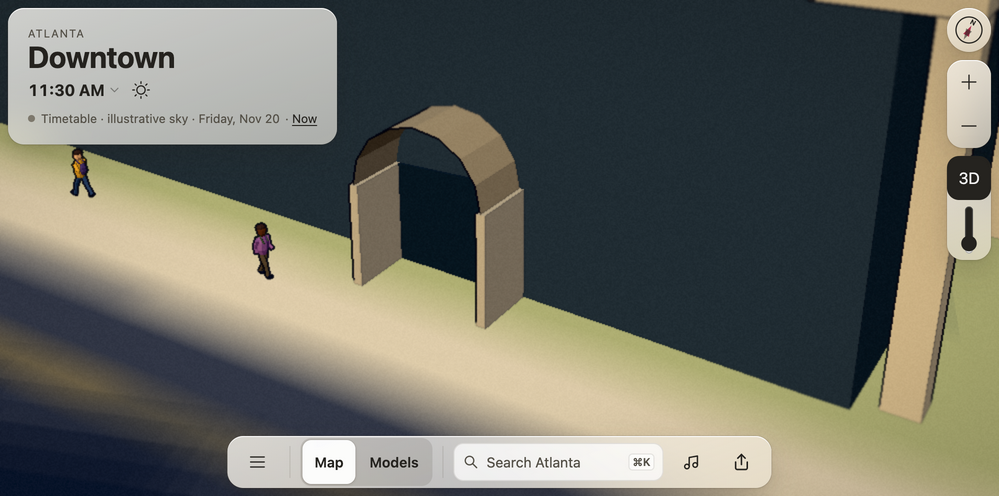 ATLANTA
Downtown
11:30 AM
Timetable · illustrative sky · Friday, Nov 20 · Now
N
+
−
3D
Map
Models
Search Atlanta
⌘K